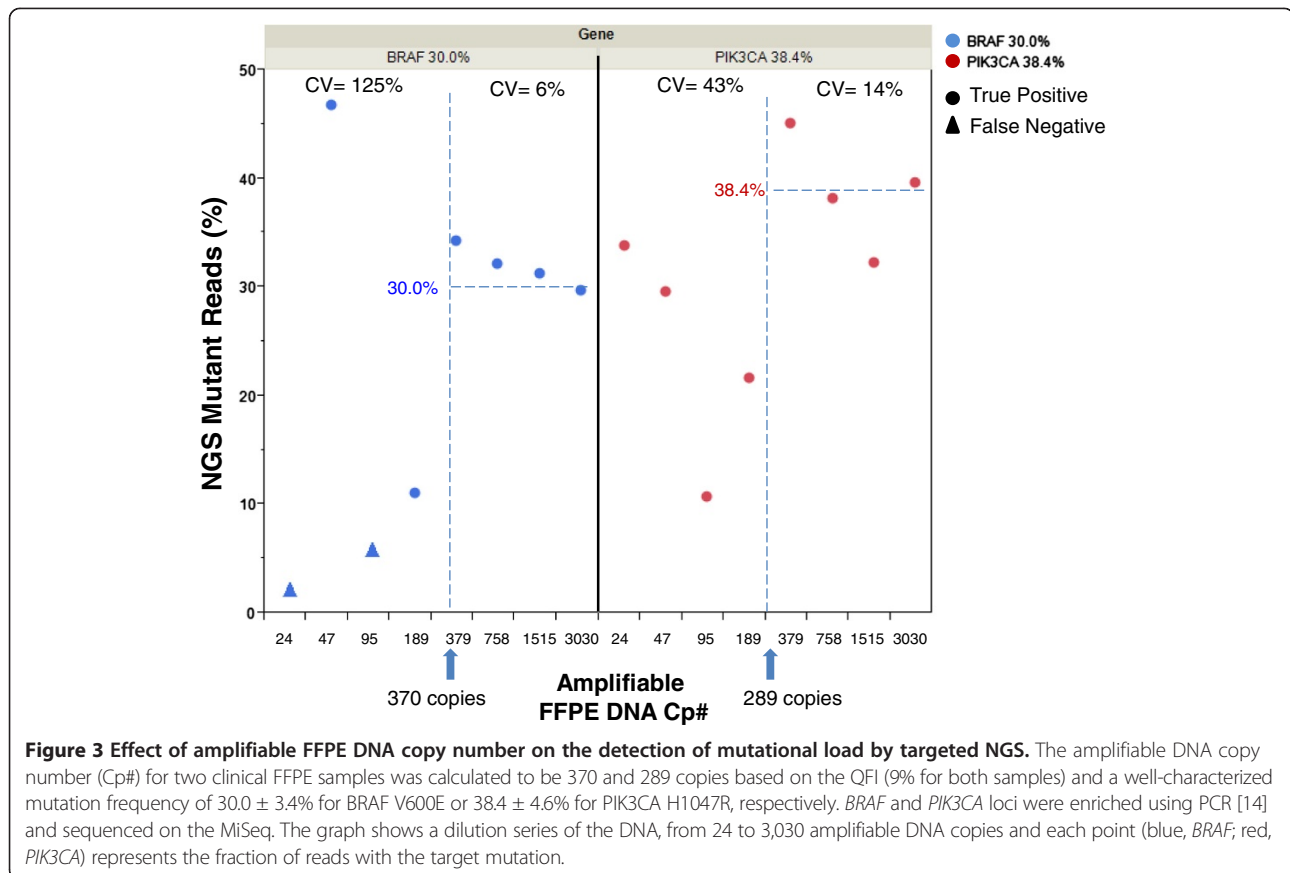 Gene
BRAF 30.0%
PIK3CA 38.4%
BRAF 30.0%
PIK3CA 38.4%
True Positive
False Negative
CV= 125%
CV= 6%
CV= 43%
CV= 14%
NGS Mutant Reads (%)
50
40
30
20
10
0
30.0%
38.4%
24 47 95 189 379 758 1515 3030
24 47 95 189 379 758 1515 3030
370 copies
289 copies
Amplifiable
FFPE DNA Cp#
Figure 3 Effect of amplifiable FFPE DNA copy number on the detection of mutational load by targeted NGS. The amplifiable DNA copy
number (Cp#) for two clinical FFPE samples was calculated to be 370 and 289 copies based on the QFI (9% for both samples) and a well-characterized
mutation frequency of 30.0 ± 3.4% for BRAF V600E or 38.4 ± 4.6% for PIK3CA H1047R, respectively. BRAF and PIK3CA loci were enriched using PCR [14]
and sequenced on the MiSeq. The graph shows a dilution series of the DNA, from 24 to 3,030 amplifiable DNA copies and each point (blue, BRAF; red,
PIK3CA) represents the fraction of reads with the target mutation.